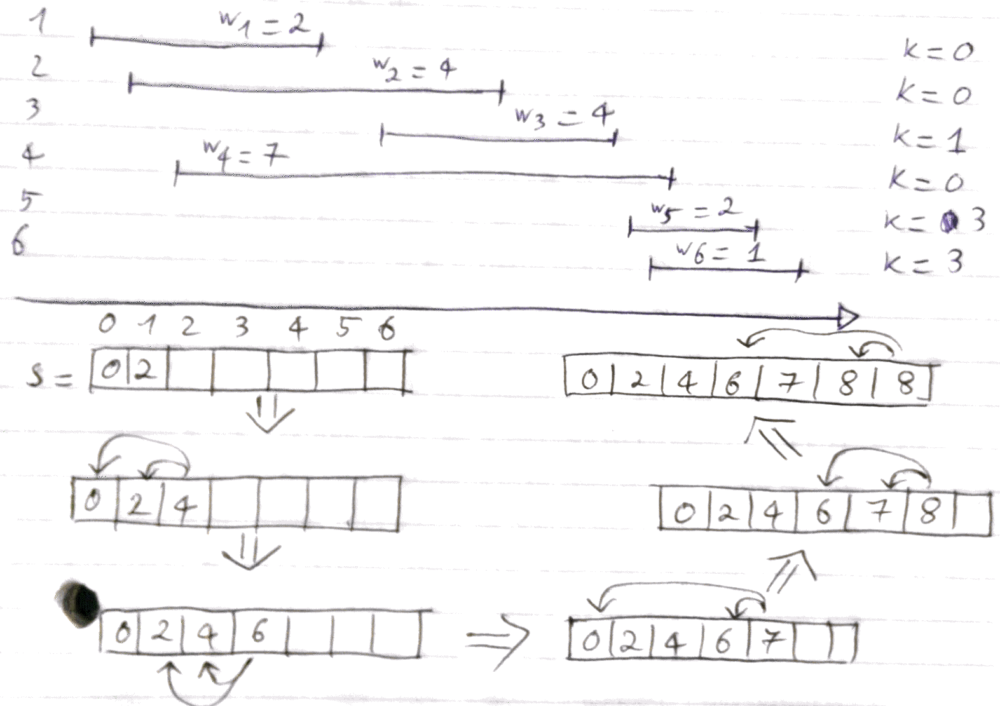 1 w1 = 2 k = 0
2 w2 = 4 k = 0
3 w3 = 4 k = 1
4 w4 = 7 k = 0
5 w5 = 2 k = 3
6 w6 = 1 k = 3
0 1 2 3 4 5 6
S = 0 2
0 2 4
0 2 4 6
0 2 4 6 7
0 2 4 6 7 8
0 2 4 6 7 8 8